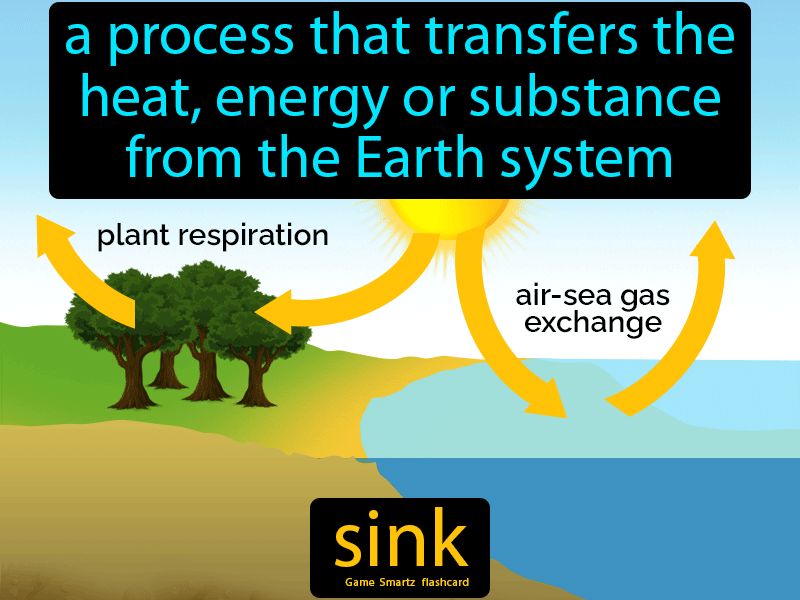 a process that transfers the
heat, energy or substance
from the Earth system
plant respiration
air-sea gas
exchange
sink
Game Smartz flashcard